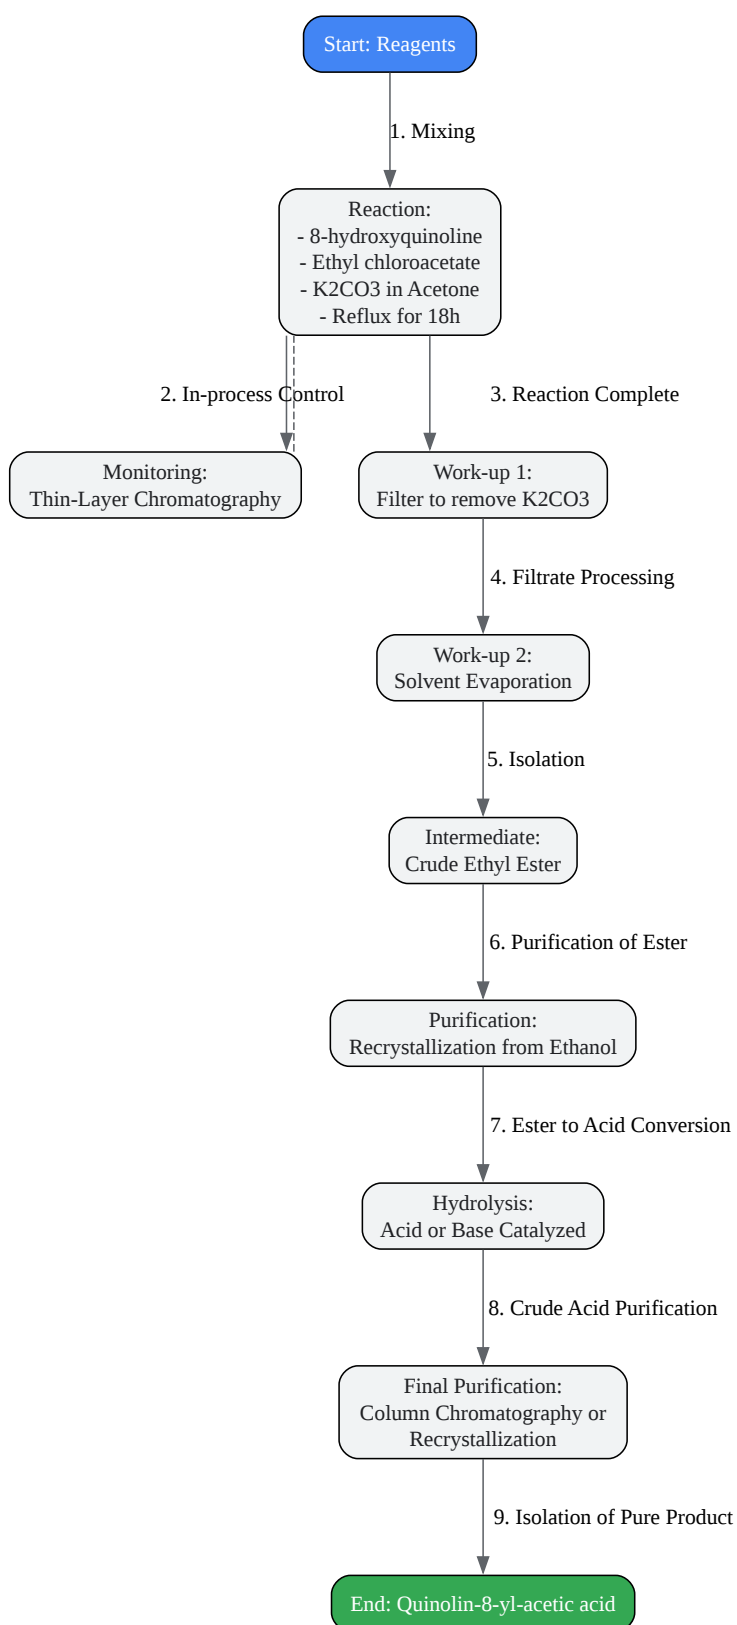 Start: Reagents
1. Mixing
Reaction:
- 8-hydroxyquinoline
- Ethyl chloroacetate
- K2CO3 in Acetone
- Reflux for 18h
2. In-process Control
3. Reaction Complete
Monitoring:
Thin-Layer Chromatography
Work-up 1:
Filter to remove K2CO3
4. Filtrate Processing
Work-up 2:
Solvent Evaporation
5. Isolation
Intermediate:
Crude Ethyl Ester
6. Purification of Ester
Purification:
Recrystallization from Ethanol
7. Ester to Acid Conversion
Hydrolysis:
Acid or Base Catalyzed
8. Crude Acid Purification
Final Purification:
Column Chromatography or
Recrystallization
9. Isolation of Pure Product
End: Quinolin-8-yl-acetic acid